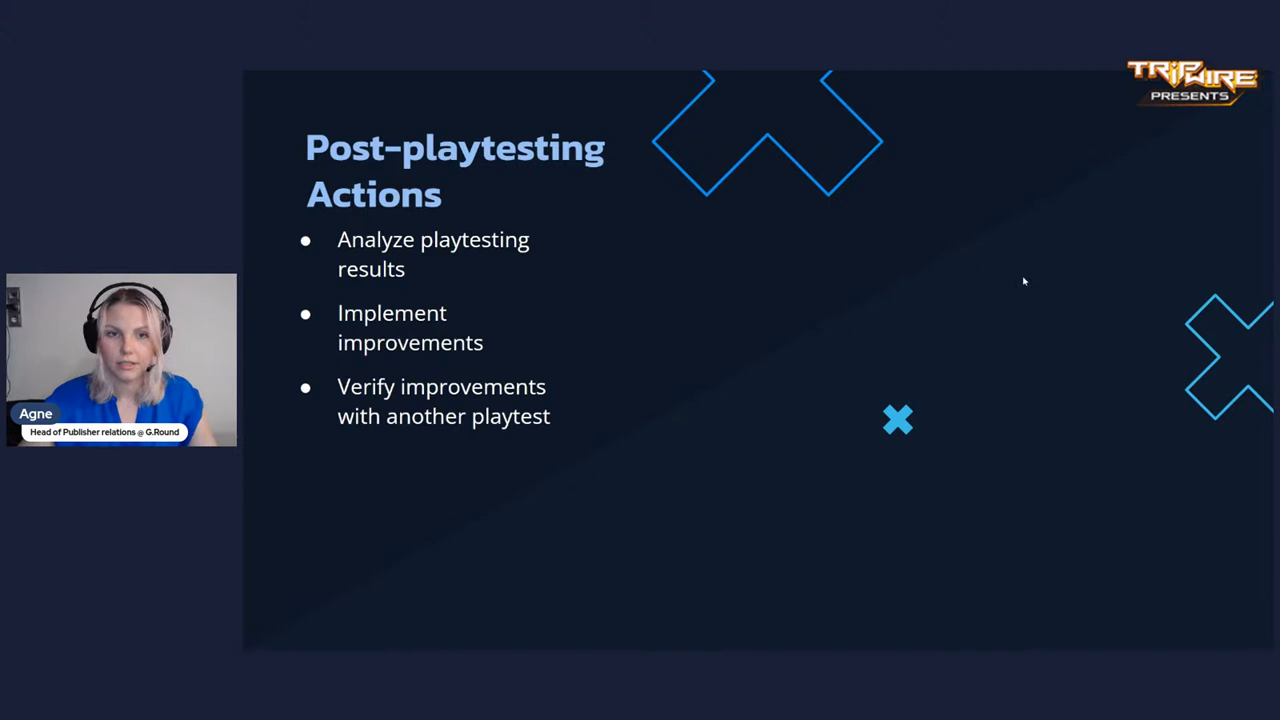 TRIPWIRE
PRESENTS
Post-playtesting
Actions
● Analyze playtesting
results
● Implement
improvements
● Verify improvements
with another playtest
Agne
Head of Publisher relations @ G.Round